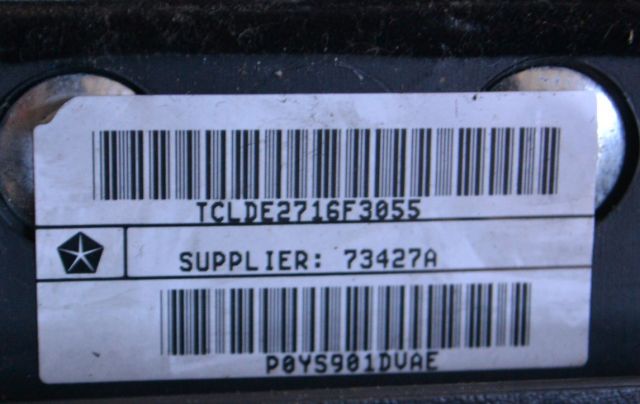 TCLDE2716F3055
SUPPLIER: 73427A
P0YS901DVAE